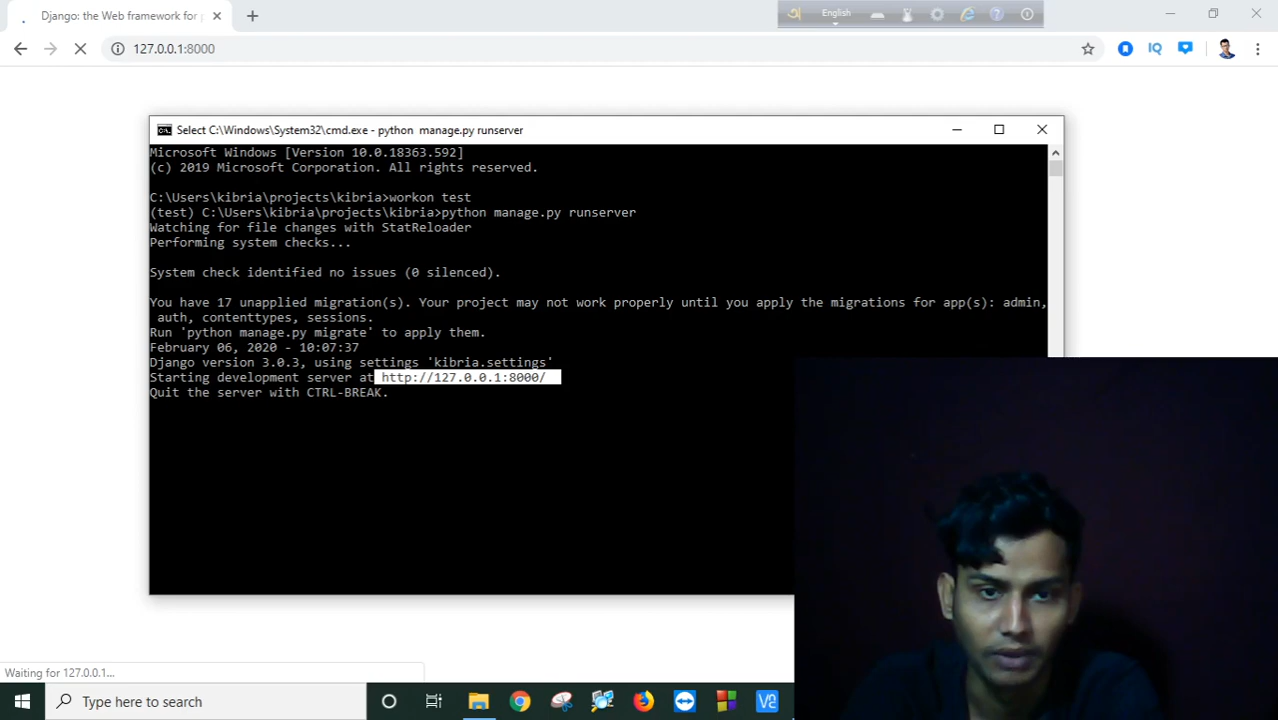 Django: the Web framework for
English
127.0.0.1:8000
IQ
Select C:\Windows\System32\cmd.exe - python  manage.py runserver
Microsoft Windows [Version 10.0.18363.592]
(c) 2019 Microsoft Corporation. All rights reserved.
C:\Users\kibria\projects\kibria>workon test
(test) C:\Users\kibria\projects\kibria>python manage.py runserver
Watching for file changes with StatReloader
Performing system checks...
System check identified no issues (0 silenced).
You have 17 unapplied migration(s). Your project may not work properly until you apply the migrations for app(s): admin,
auth, contenttypes, sessions.
Run 'python manage.py migrate' to apply them.
February 06, 2020 - 10:07:37
Django version 3.0.3, using settings 'kibria.settings'
Starting development server at http://127.0.0.1:8000/
Quit the server with CTRL-BREAK.
Waiting for 127.0.0.1...
Type here to search